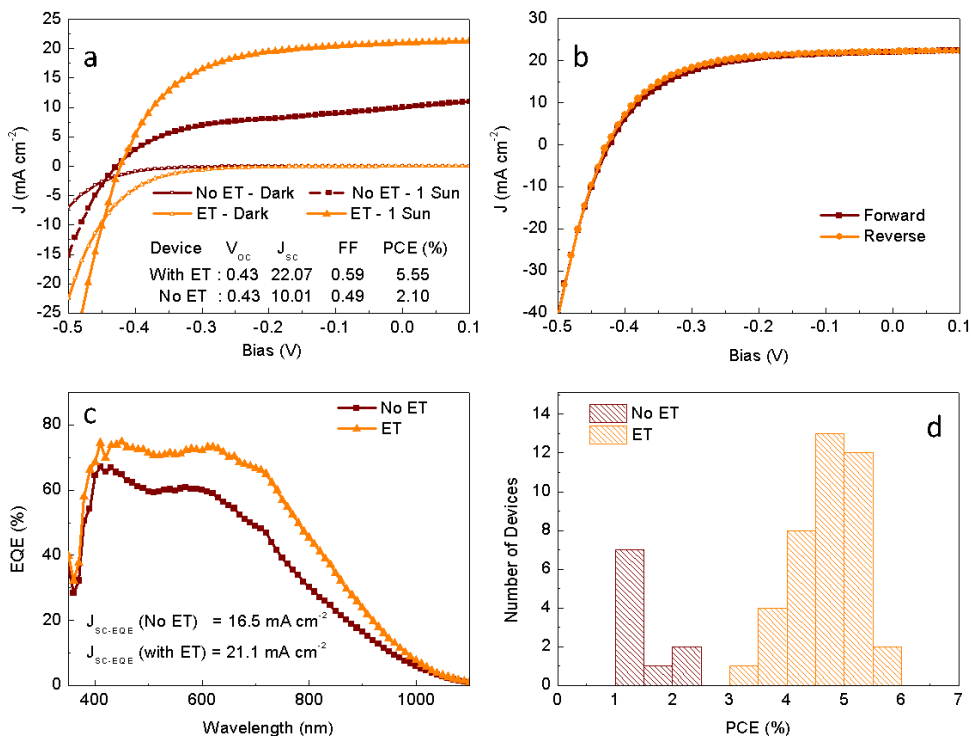 a
25
20
15
10
5
0
-5
-10
-15
-20
-25
J (mA cm-2)
No ET - Dark No ET - 1 Sun
ET - Dark ET - 1 Sun
Device VOC JSC FF PCE (%)
With ET : 0.43 22.07 0.59 5.55
No ET : 0.43 10.01 0.49 2.10
-0.5 -0.4 -0.3 -0.2 -0.1 0.0 0.1
Bias (V)
b
40
30
20
10
0
-10
-20
-30
-40
J (mA cm-2)
Forward
Reverse
-0.5 -0.4 -0.3 -0.2 -0.1 0.0 0.1
Bias (V)
c
No ET
ET
80
60
40
20
0
EQE (%)
JSC-EQE (No ET) = 16.5 mA cm-2
JSC-EQE (with ET) = 21.1 mA cm-2
400 600 800 1000
Wavelength (nm)
d
No ET
ET
14
12
10
8
6
4
2
0
Number of Devices
0 1 2 3 4 5 6 7
PCE (%)